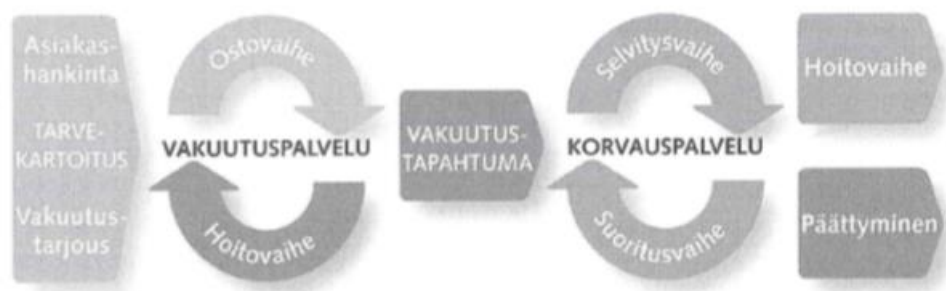 Asiakas-
hankinta
TARVE-
KARTOITUS
Vakuutus-
tarjous
Ostovaihe
VAKUUTUSPALVELU
Hoitovaihe
VAKUUTUS-
TAPAHTUMA
Selvitysvaihe
KORVAUSPALVELU
Suoritusvaihe
Hoitovaihe
Päättyminen